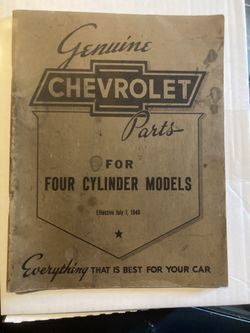 Genuine
CHEVROLET
Parts
FOR
FOUR CYLINDER MODELS
Effective July 1, 1940
Everything THAT IS BEST FOR YOUR CAR